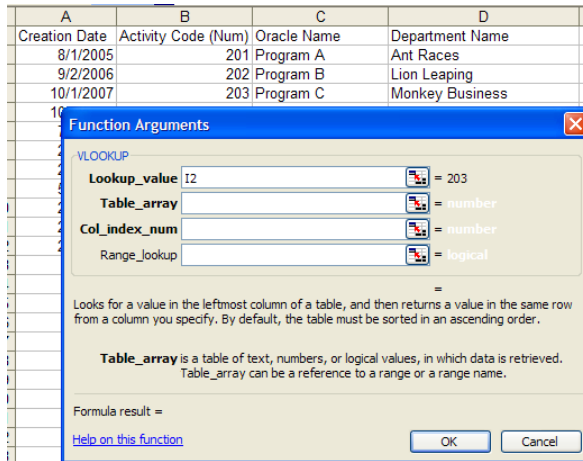 A B C D
Creation Date Activity Code (Num) Oracle Name Department Name
8/1/2005 201 Program A Ant Races
9/2/2006 202 Program B Lion Leaping
10/1/2007 203 Program C Monkey Business
Function Arguments
VLOOKUP
Lookup_value I2 = 203
Table_array = number
Col_index_num = number
Range_lookup = logical
=
Looks for a value in the leftmost column of a table, and then returns a value in the same row
from a column you specify. By default, the table must be sorted in an ascending order.
Table_array is a table of text, numbers, or logical values, in which data is retrieved.
Table_array can be a reference to a range or a range name.
Formula result =
Help on this function OK Cancel